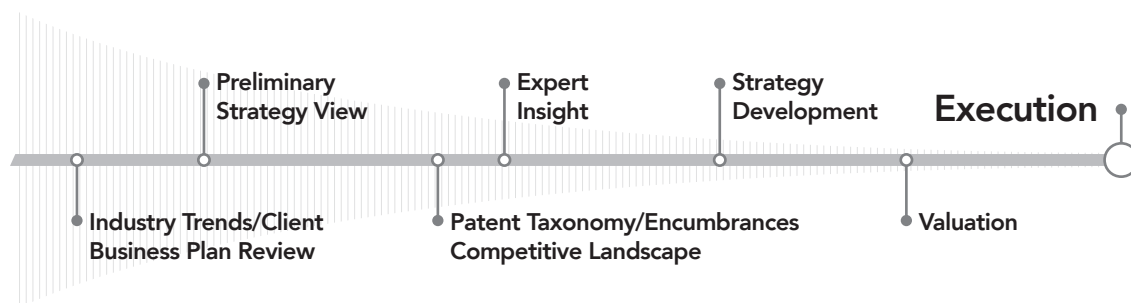 Preliminary
Strategy View
Expert
Insight
Strategy
Development
Execution
Industry Trends/Client
Business Plan Review
Patent Taxonomy/Encumbrances
Competitive Landscape
Valuation